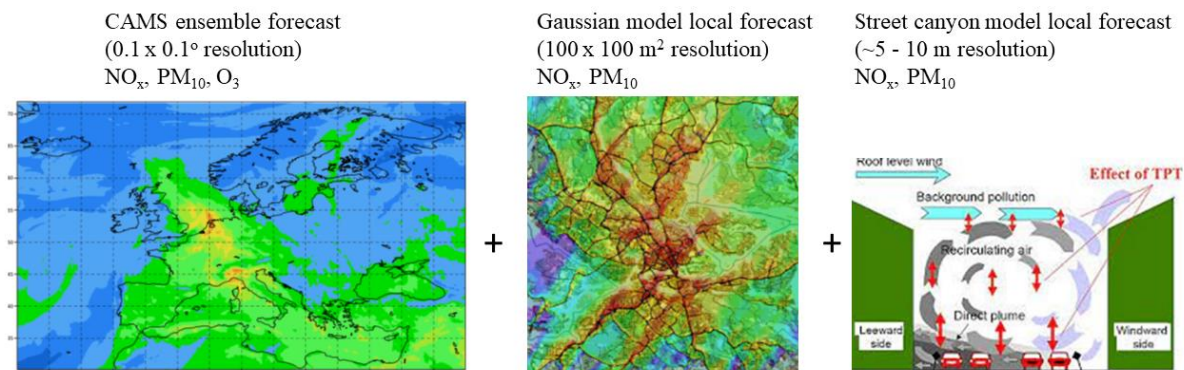 CAMS ensemble forecast
(0.1 x 0.1º resolution)
NOₓ, PM₁₀, O₃
Gaussian model local forecast
(100 x 100 m² resolution)
NOₓ, PM₁₀
Street canyon model local forecast
(~5 - 10 m resolution)
NOₓ, PM₁₀
+
+
Roof level wind
Effect of TPT
Background pollution
Recirculating air
Direct plume
Leeward
side
Windward
side